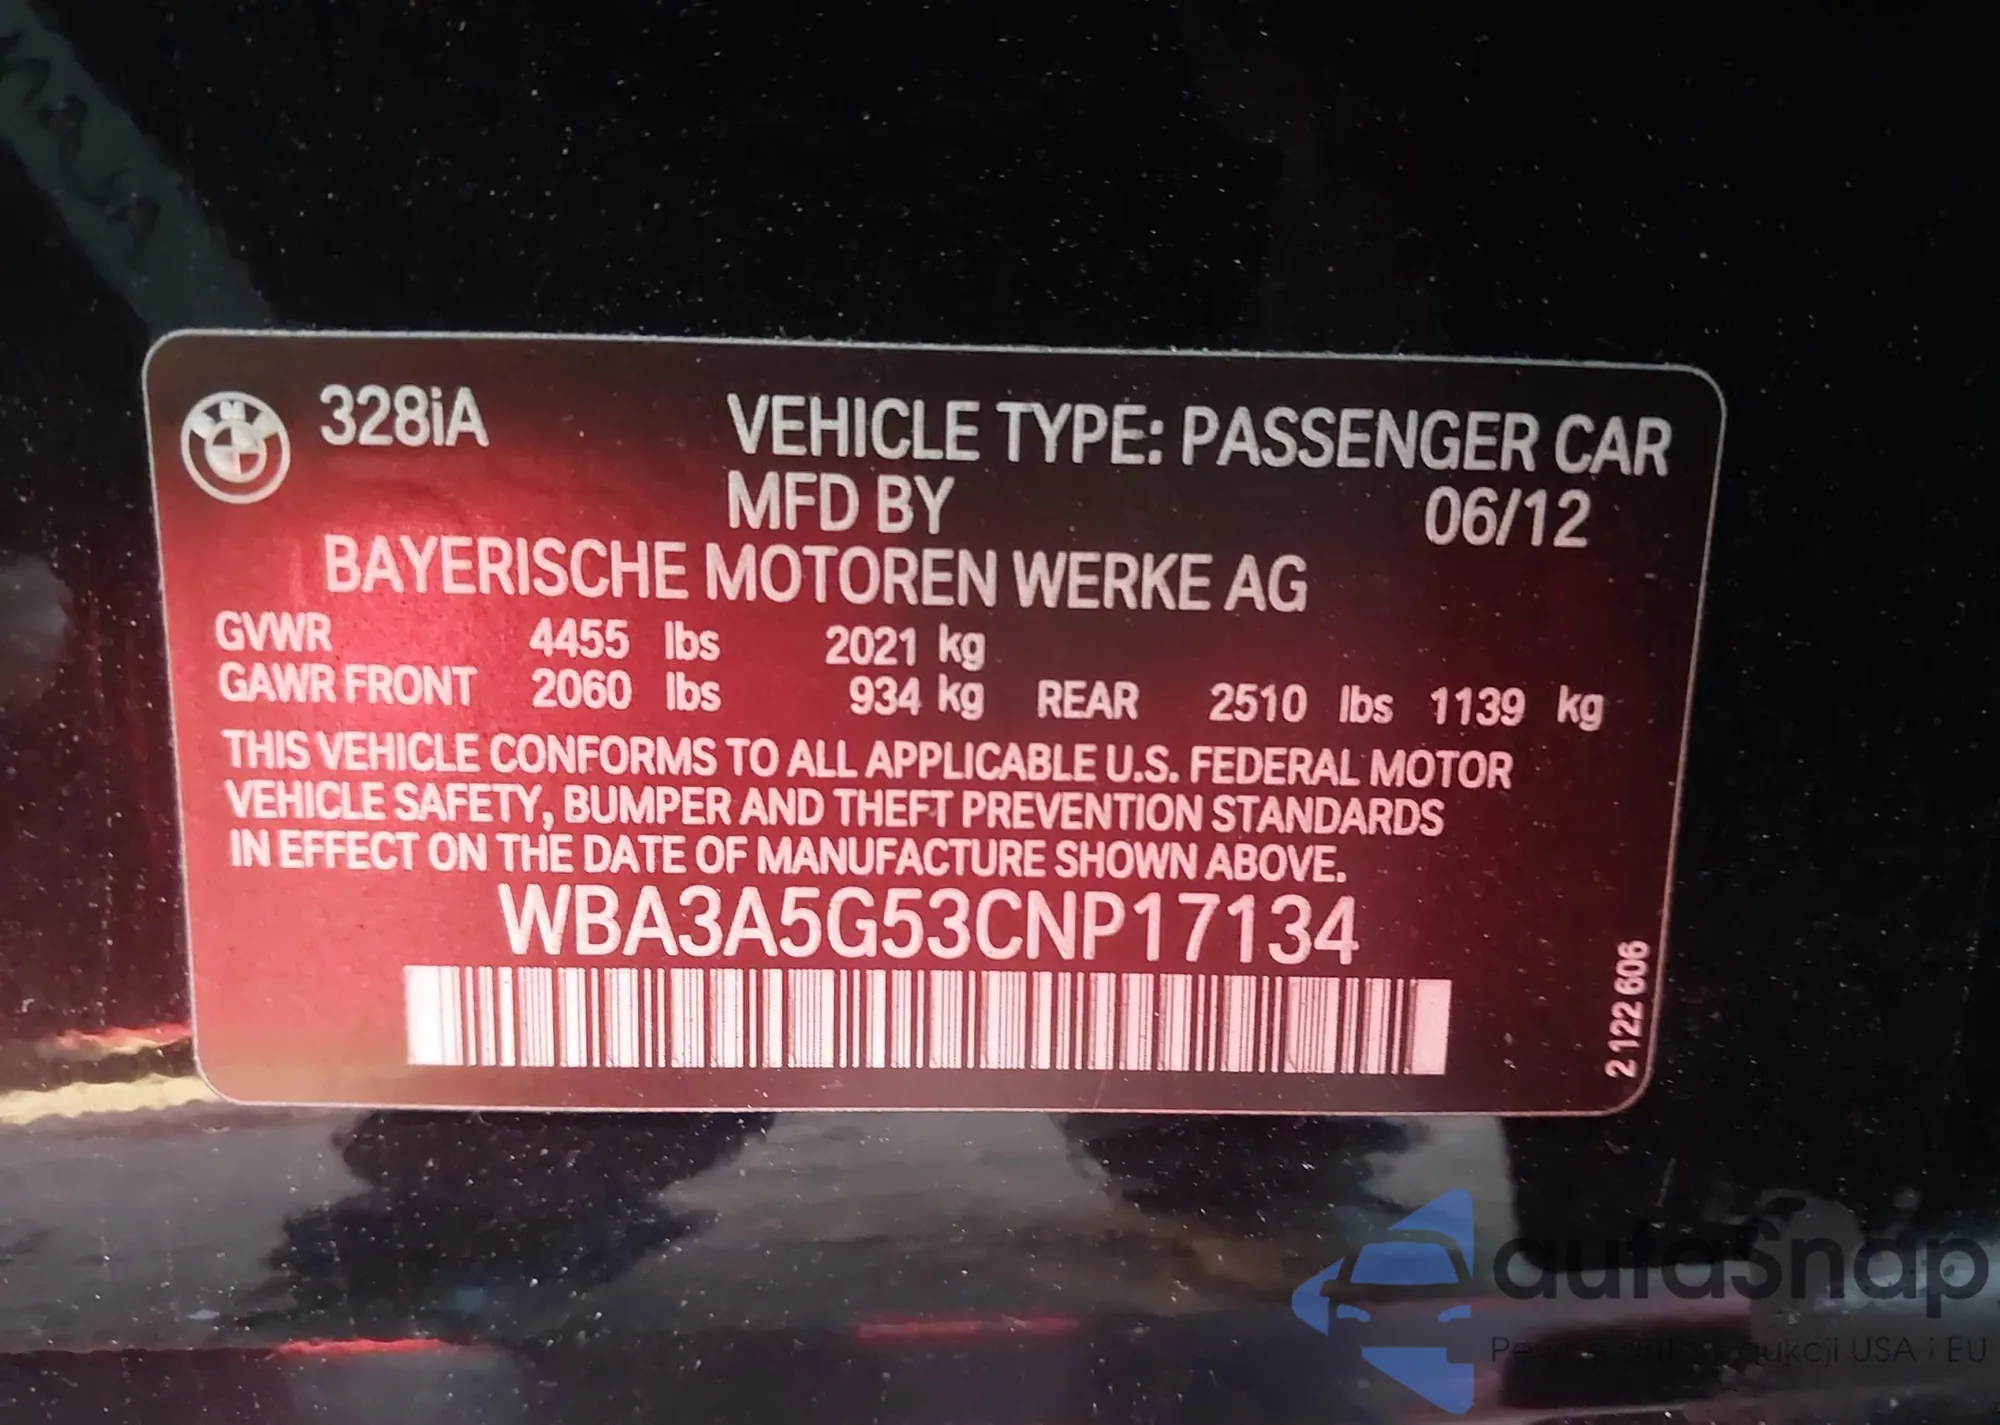 328iA VEHICLE TYPE: PASSENGER CAR
MFD BY 06/12
BAYERISCHE MOTOREN WERKE AG
GVWR 4455 lbs 2021 kg
GAWR FRONT 2060 lbs 934 kg REAR 2510 lbs 1139 kg
THIS VEHICLE CONFORMS TO ALL APPLICABLE U.S. FEDERAL MOTOR
VEHICLE SAFETY, BUMPER AND THEFT PREVENTION STANDARDS
IN EFFECT ON THE DATE OF MANUFACTURE SHOWN ABOVE.
WBA3A5G53CNP17134
2 122 606
autaSnap
USA i EU